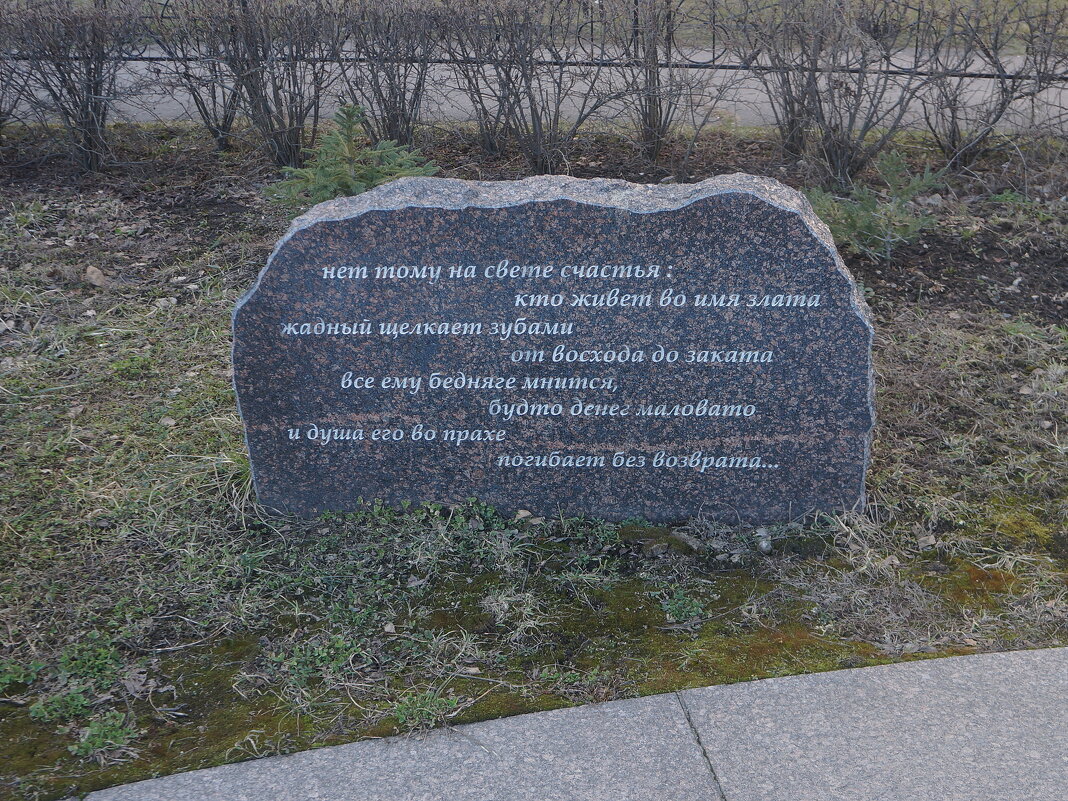 нет тому на свете счастья :
кто живет во имя злата
жадный щелкает зубами
от восхода до заката
все ему бедняге мнится,
будто денег маловато
и душа его во прахе
погибает без возврата...